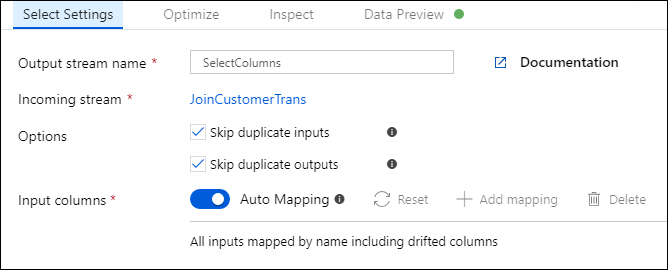 Select Settings Optimize Inspect Data Preview
Output stream name * SelectColumns Documentation
Incoming stream * JoinCustomerTrans
Options Skip duplicate inputs
Skip duplicate outputs
Input columns * Auto Mapping Reset Add mapping Delete
All inputs mapped by name including drifted columns